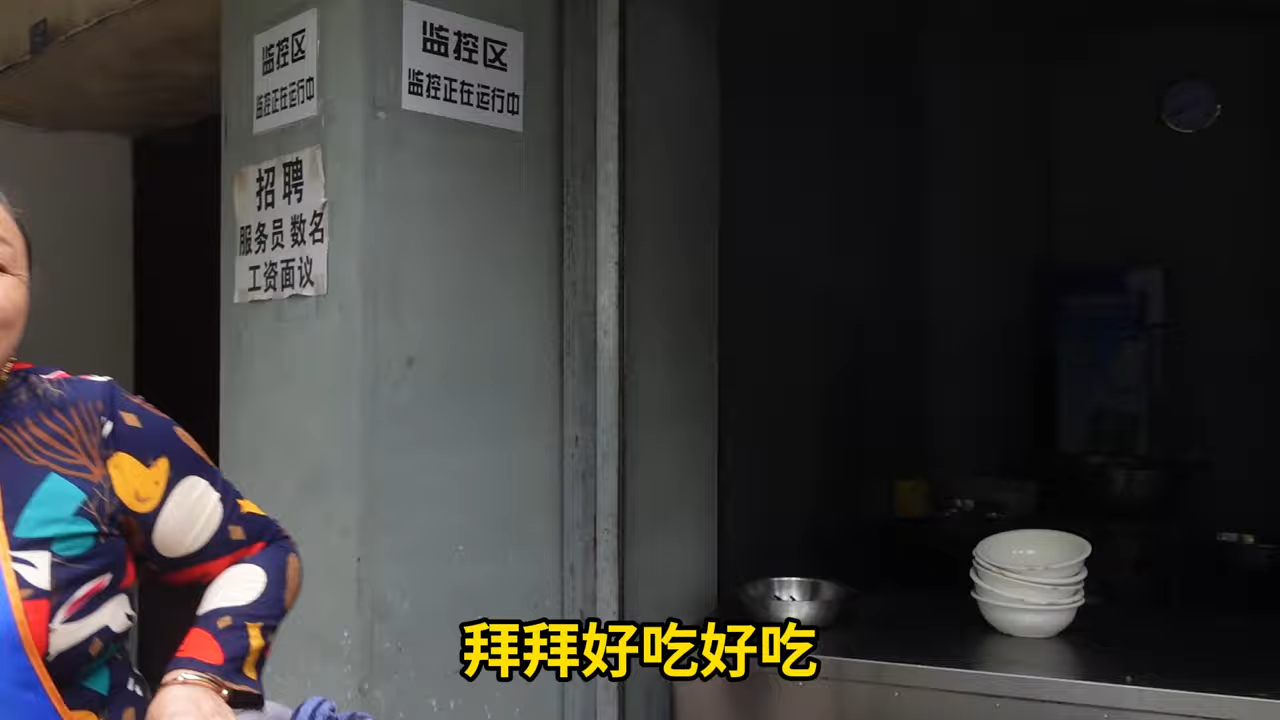 监控区
监控正在运行中
监控区
监控正在运行中
招聘
服务员 数名
工资面议
拜拜好吃好吃